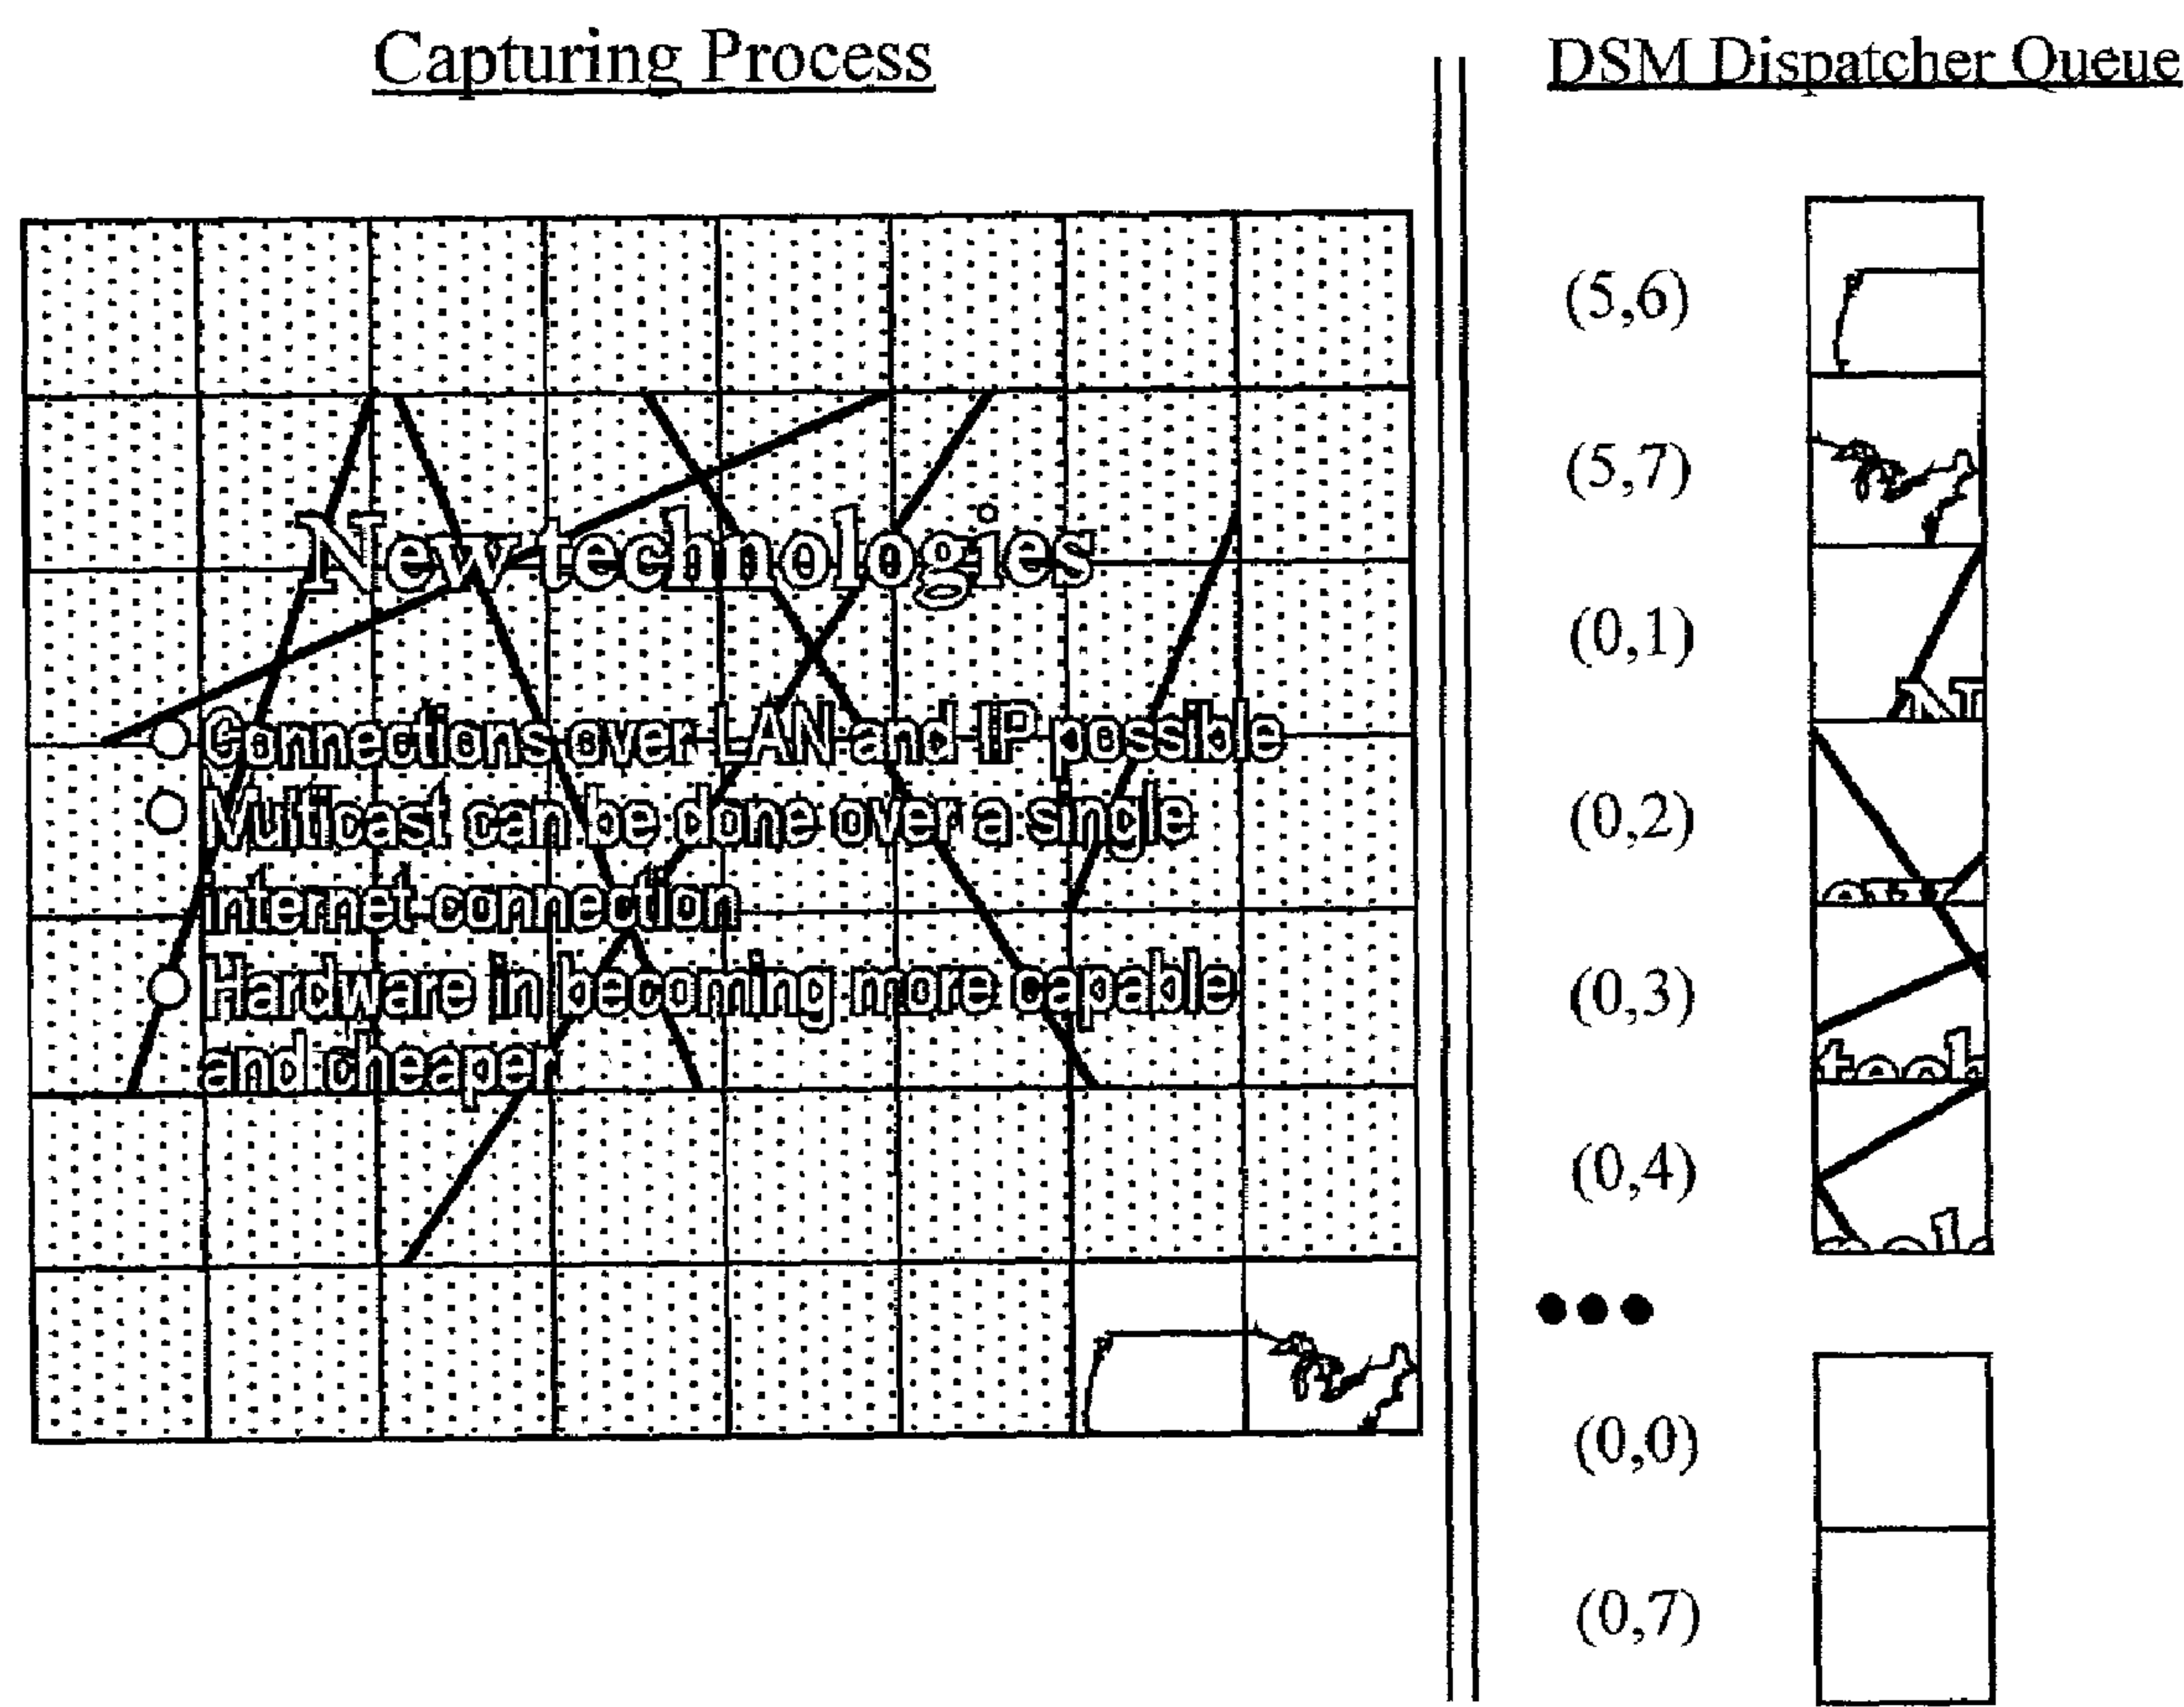 Capturing Process
New technologies
Connections over LAN and IP possible
Muticast can be done over a single
internet connection
Hardware in becoming more capable
and cheaper
DSM Dispatcher Queue
(5,6)
(5,7)
(0,1)
(0,2)
(0,3)
(0,4)
(0,0)
(0,7)